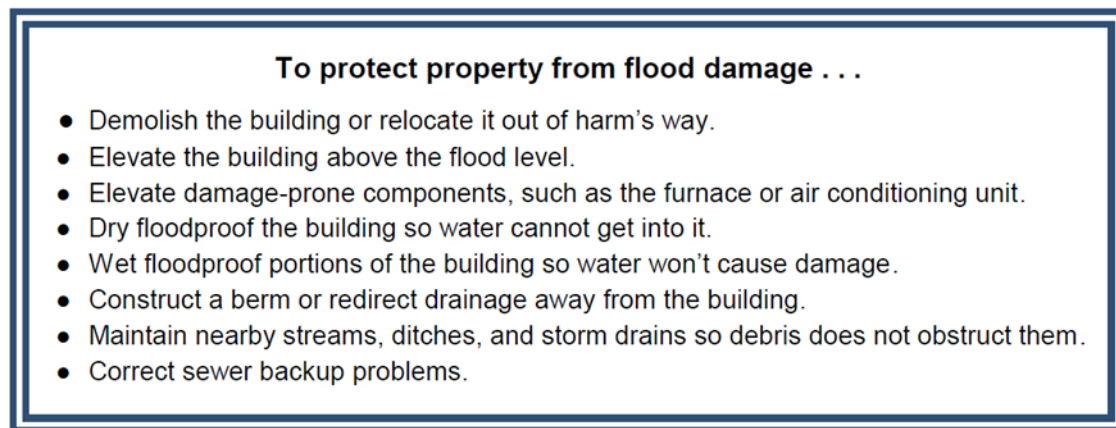 To protect property from flood damage . . .
● Demolish the building or relocate it out of harm's way.
● Elevate the building above the flood level.
● Elevate damage-prone components, such as the furnace or air conditioning unit.
● Dry floodproof the building so water cannot get into it.
● Wet floodproof portions of the building so water won't cause damage.
● Construct a berm or redirect drainage away from the building.
● Maintain nearby streams, ditches, and storm drains so debris does not obstruct them.
● Correct sewer backup problems.